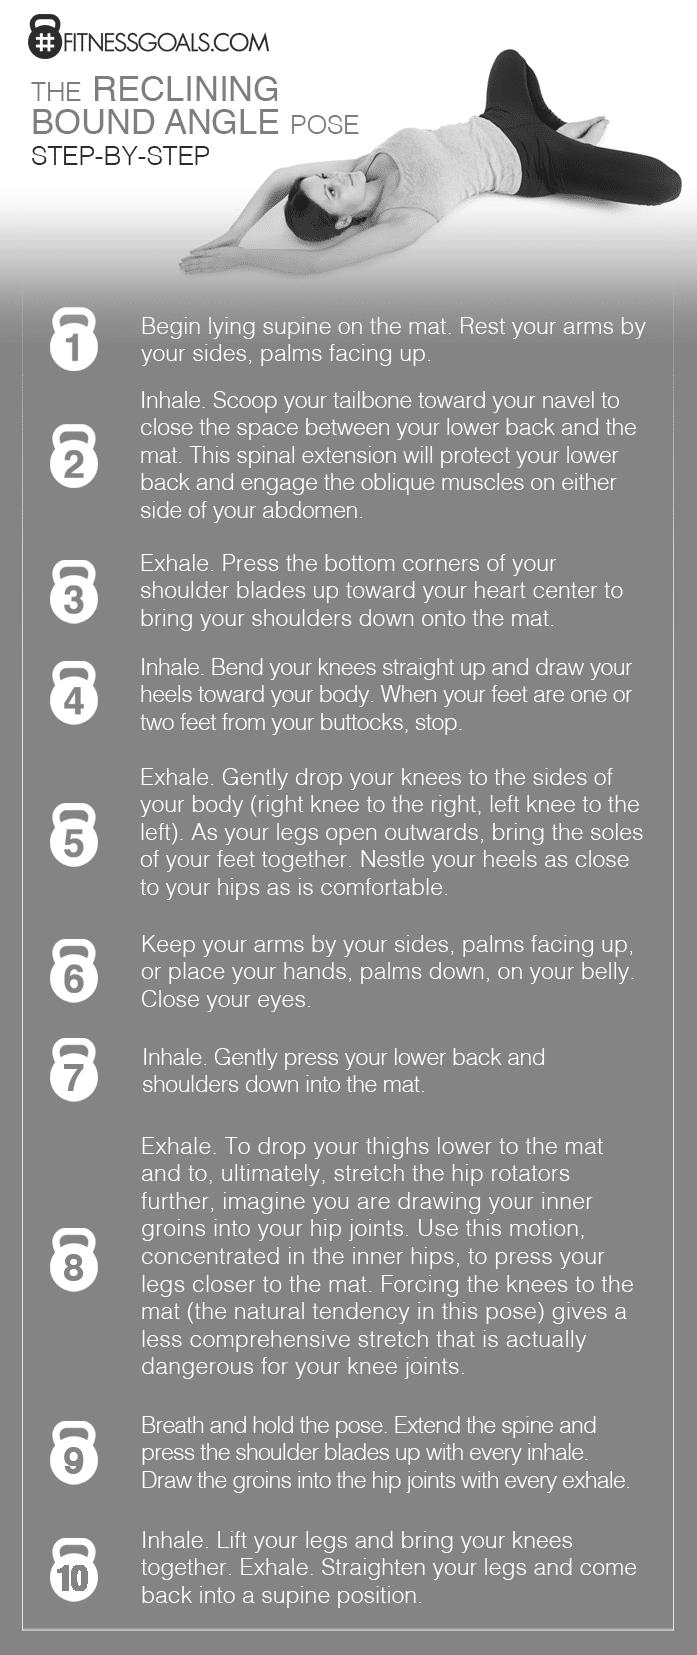 #FITNESSGOALS.COM
THE RECLINING
BOUND ANGLE POSE
STEP-BY-STEP
1
Begin lying supine on the mat. Rest your arms by
your sides, palms facing up.
2
Inhale. Scoop your tailbone toward your navel to
close the space between your lower back and the
mat. This spinal extension will protect your lower
back and engage the oblique muscles on either
side of your abdomen.
3
Exhale. Press the bottom corners of your
shoulder blades up toward your heart center to
bring your shoulders down onto the mat.
4
Inhale. Bend your knees straight up and draw your
heels toward your body. When your feet are one or
two feet from your buttocks, stop.
5
Exhale. Gently drop your knees to the sides of
your body (right knee to the right, left knee to the
left). As your legs open outwards, bring the soles
of your feet together. Nestle your heels as close
to your hips as is comfortable.
6
Keep your arms by your sides, palms facing up,
or place your hands, palms down, on your belly.
Close your eyes.
7
Inhale. Gently press your lower back and
shoulders down into the mat.
8
Exhale. To drop your thighs lower to the mat
and to, ultimately, stretch the hip rotators
further, imagine you are drawing your inner
groins into your hip joints. Use this motion,
concentrated in the inner hips, to press your
legs closer to the mat. Forcing the knees to the
mat (the natural tendency in this pose) gives a
less comprehensive stretch that is actually
dangerous for your knee joints.
9
Breath and hold the pose. Extend the spine and
press the shoulder blades up with every inhale.
Draw the groins into the hip joints with every exhale.
10
Inhale. Lift your legs and bring your knees
together. Exhale. Straighten your legs and come
back into a supine position.